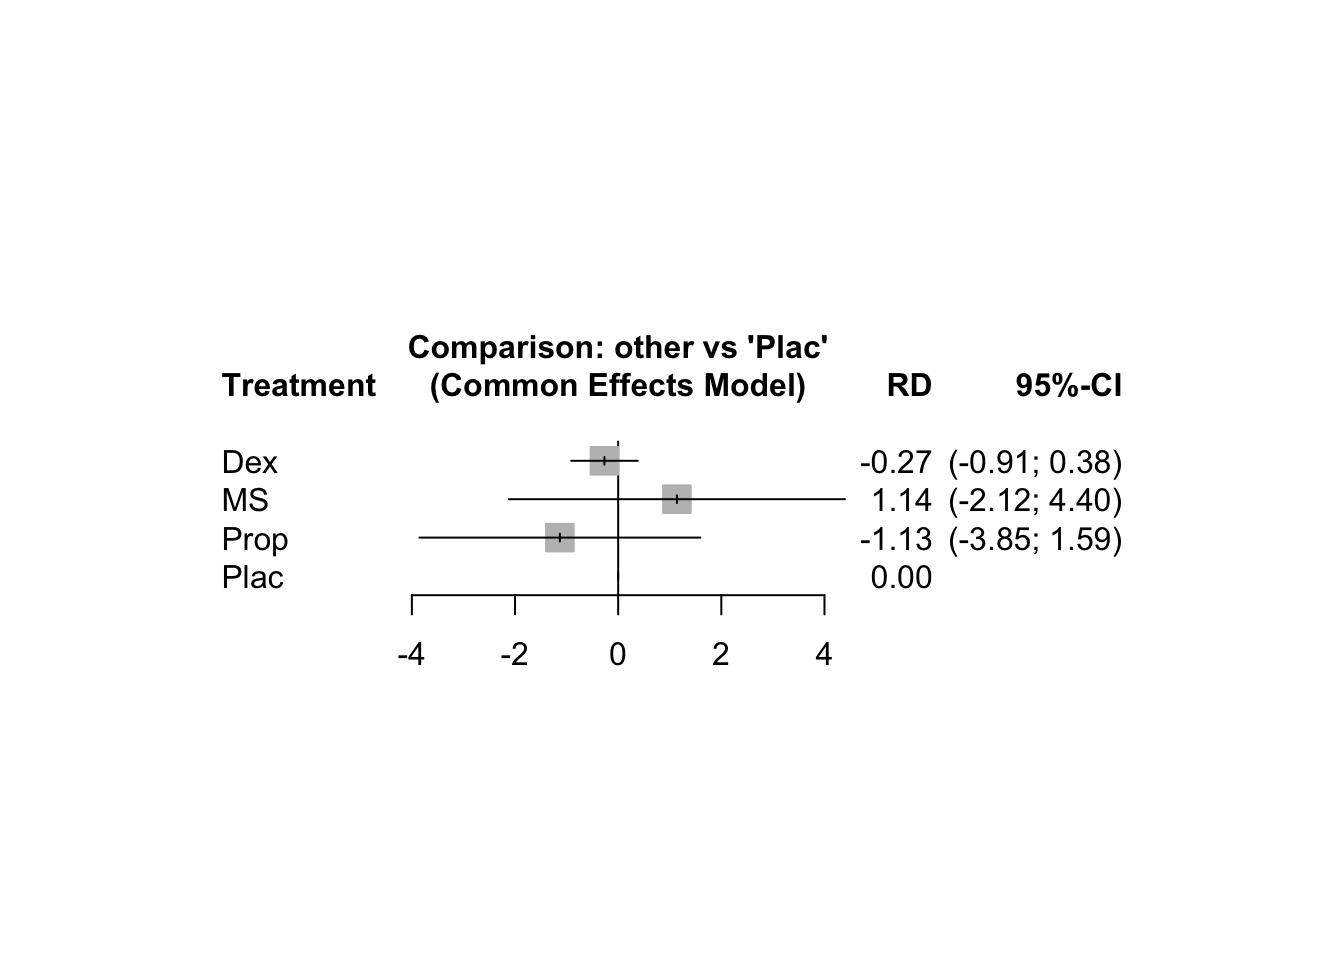 Comparison: other vs 'Plac'
Treatment (Common Effects Model) RD 95%-CI
Dex -0.27 (-0.91; 0.38)
MS 1.14 (-2.12; 4.40)
Prop -1.13 (-3.85; 1.59)
Plac 0.00
-4 -2 0 2 4